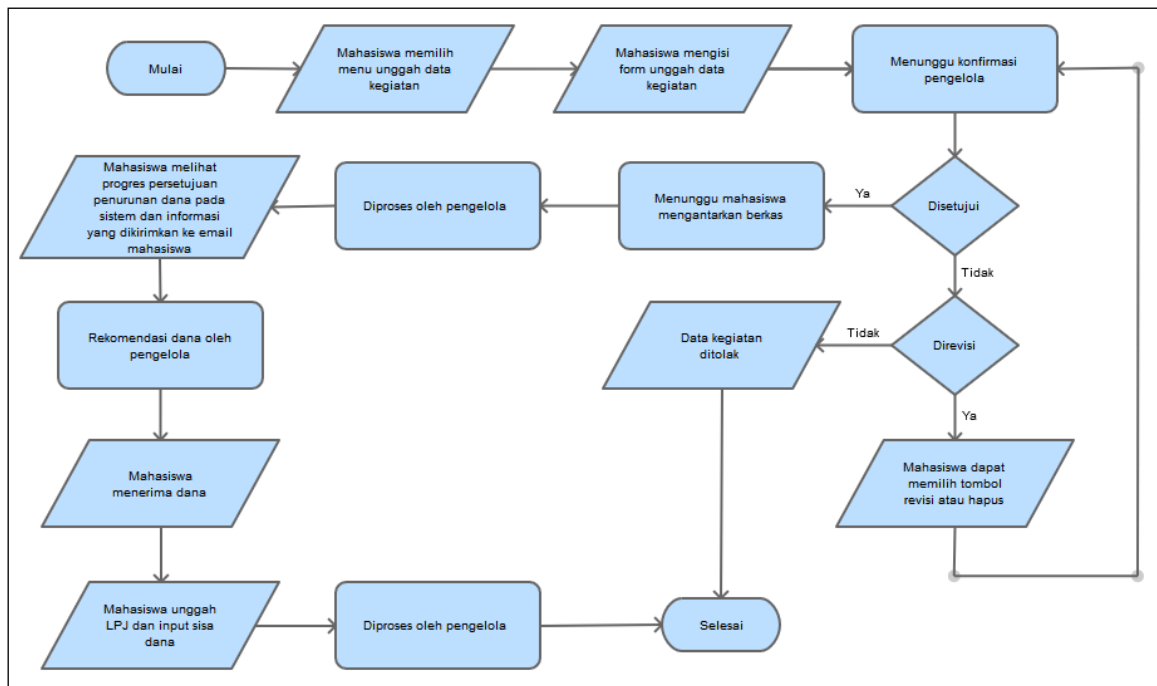 Mulai
Mahasiswa memilih
menu unggah data
kegiatan
Mahasiswa mengisi
form unggah data
kegiatan
Menunggu konfirmasi
pengelola
Disetujui
Ya
Menunggu mahasiswa
mengantarkan berkas
Diproses oleh pengelola
Mahasiswa melihat
progres persetujuan
penurunan dana pada
sistem dan informasi
yang dikirimkan ke email
mahasiswa
Rekomendasi dana oleh
pengelola
Mahasiswa
menerima dana
Mahasiswa unggah
LPJ dan input sisa
dana
Diproses oleh pengelola
Selesai
Tidak
Direvisi
Tidak
Data kegiatan
ditolak
Ya
Mahasiswa dapat
memilih tombol
revisi atau hapus